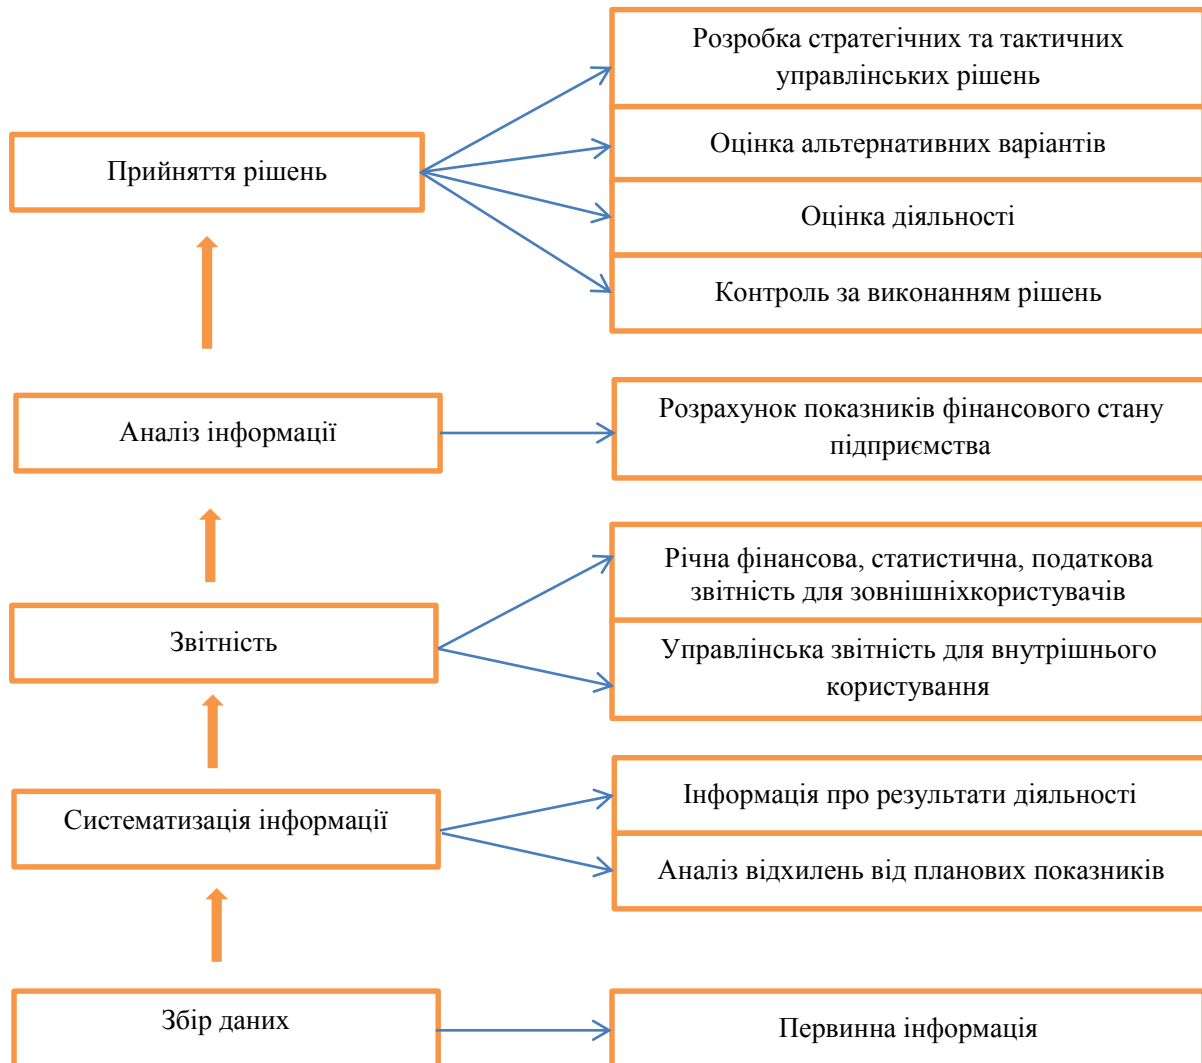 Розробка стратегічних та тактичних
управлінських рішень
Прийняття рішень
Оцінка альтернативних варіантів
Оцінка діяльності
Контроль за виконанням рішень
Аналіз інформації
Розрахунок показників фінансового стану
підприємства
Звітність
Річна фінансова, статистична, податкова
звітність для зовнішніхкористувачів
Управлінська звітність для внутрішнього
користування
Систематизація інформації
Інформація про результати діяльності
Аналіз відхилень від планових показників
Збір даних
Первинна інформація